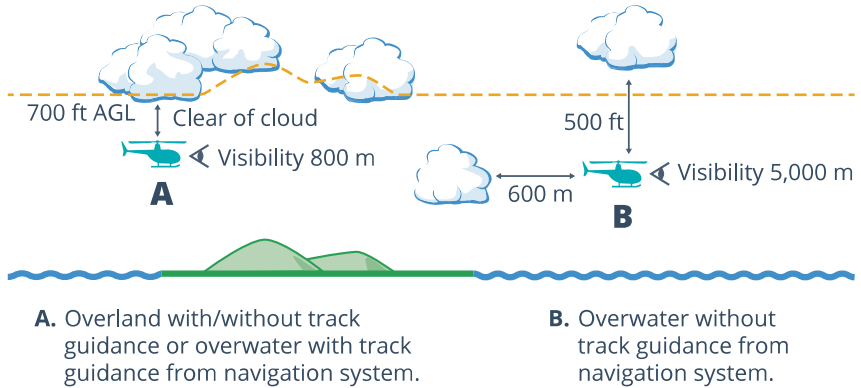 700 ft AGL
Clear of cloud
Visibility 800 m
A
500 ft
600 m
Visibility 5,000 m
B
A. Overland with/without track
guidance or overwater with track
guidance from navigation system.
B. Overwater without
track guidance from
navigation system.